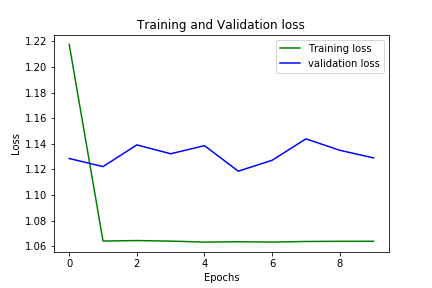 Training and Validation loss
Training loss
validation loss
Loss
1.22
1.20
1.18
1.16
1.14
1.12
1.10
1.08
1.06
0 2 4 6 8
Epochs